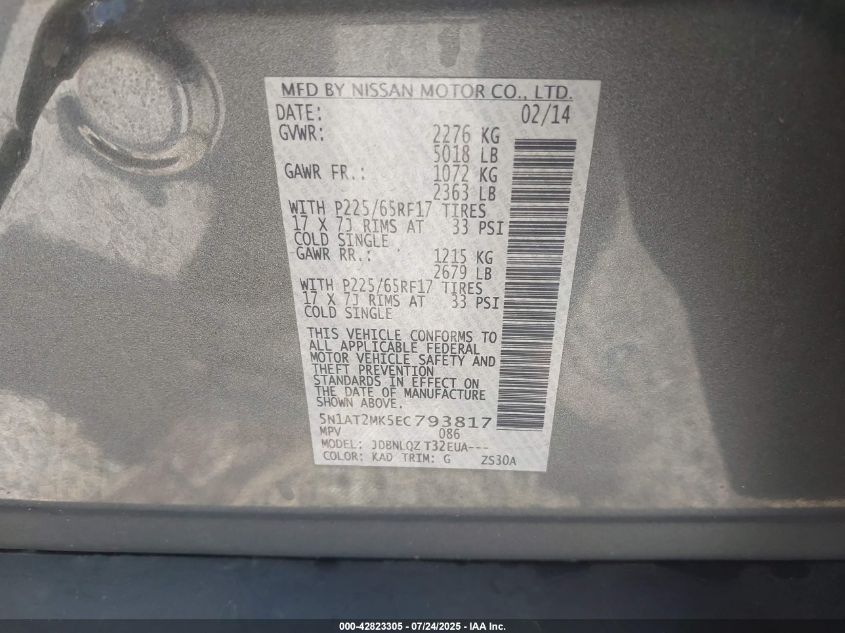 MFD BY NISSAN MOTOR CO., LTD.
DATE: 02/14
GVWR: 2276 KG
5018 LB
GAWR FR.: 1072 KG
2363 LB
WITH P225/65RF17 TIRES
17 X 7J RIMS AT 33 PSI
COLD SINGLE
GAWR RR.: 1215 KG
2679 LB
WITH P225/65RF17 TIRES
17 X 7J RIMS AT 33 PSI
COLD SINGLE
THIS VEHICLE CONFORMS TO
ALL APPLICABLE FEDERAL
MOTOR VEHICLE SAFETY AND
THEFT PREVENTION
STANDARDS IN EFFECT ON
THE DATE OF MANUFACTURE
SHOWN ABOVE.
5N1AT2MK5EC793817
MPV 086
MODEL: JDBNLQZ T32EUA---
COLOR: KAD TRIM: G ZS30A
000-42823305 - 07/24/2025 - IAA Inc.